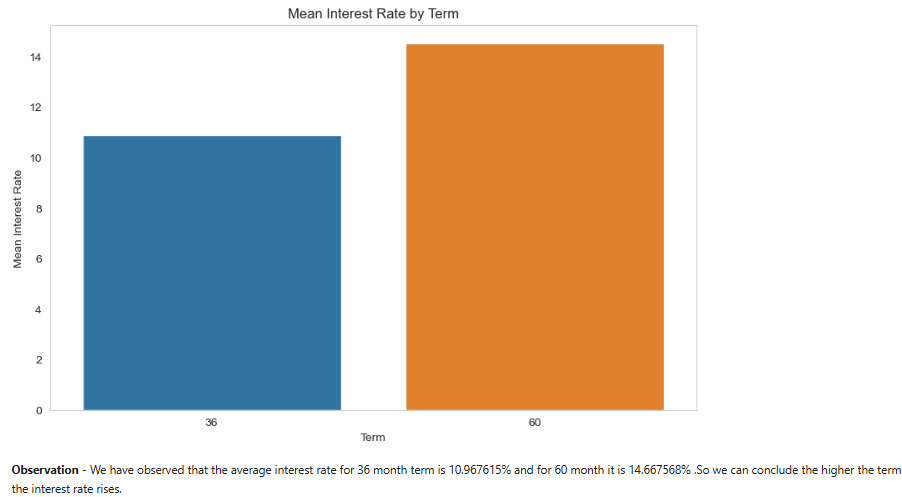 Mean Interest Rate by Term
14
12
10
8
6
4
2
0
Mean Interest Rate
36
60
Term
Observation - We have observed that the average interest rate for 36 month term is 10.967615% and for 60 month it is 14.667568% .So we can conclude the higher the term
the interest rate rises.